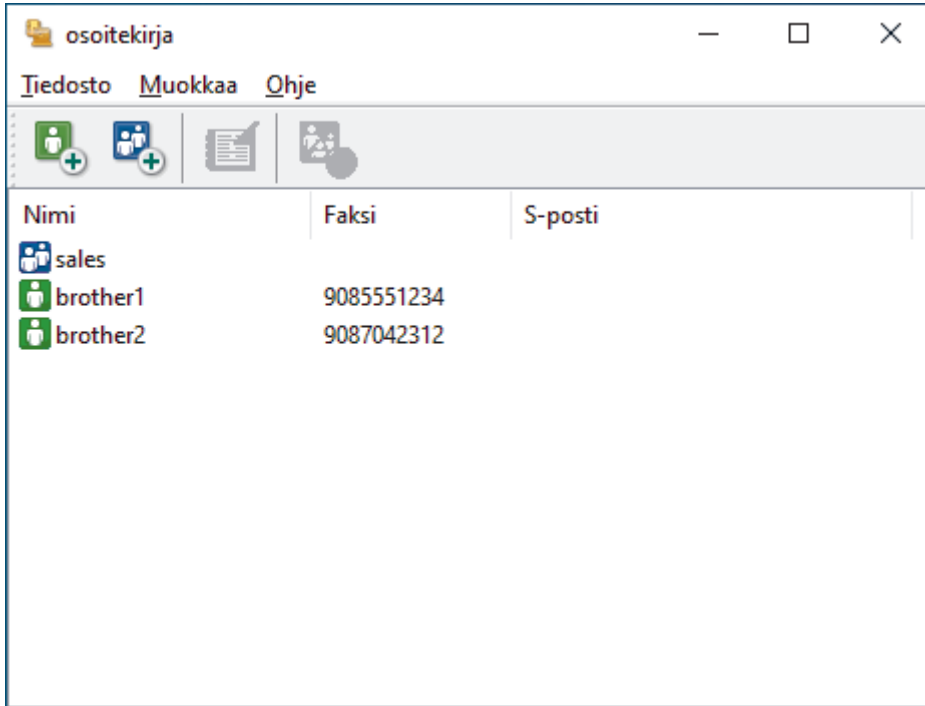 osoitekirja
Tiedosto Muokkaa Ohje
Nimi Faksi S-posti
sales
brother1 9085551234
brother2 9087042312